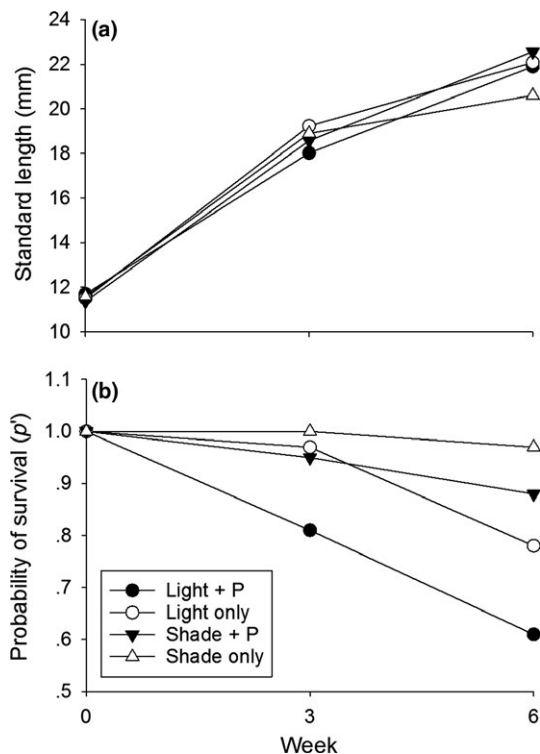 (a)
Standard length (mm)
24
22
20
18
16
14
12
10
(b)
Probability of survival (p')
1.1
1.0
.9
.8
.7
.6
.5
Light + P
Light only
Shade + P
Shade only
0
3
6
Week